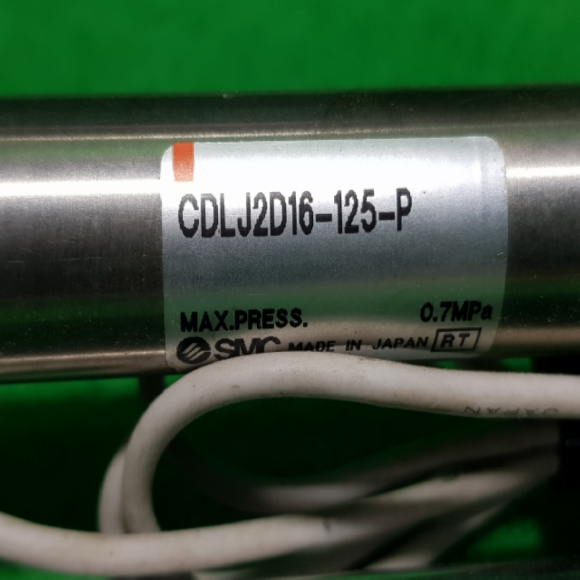 CDLJ2D16-125-P
MAX.PRESS. 0.7MPa
SMC MADE IN JAPAN RT